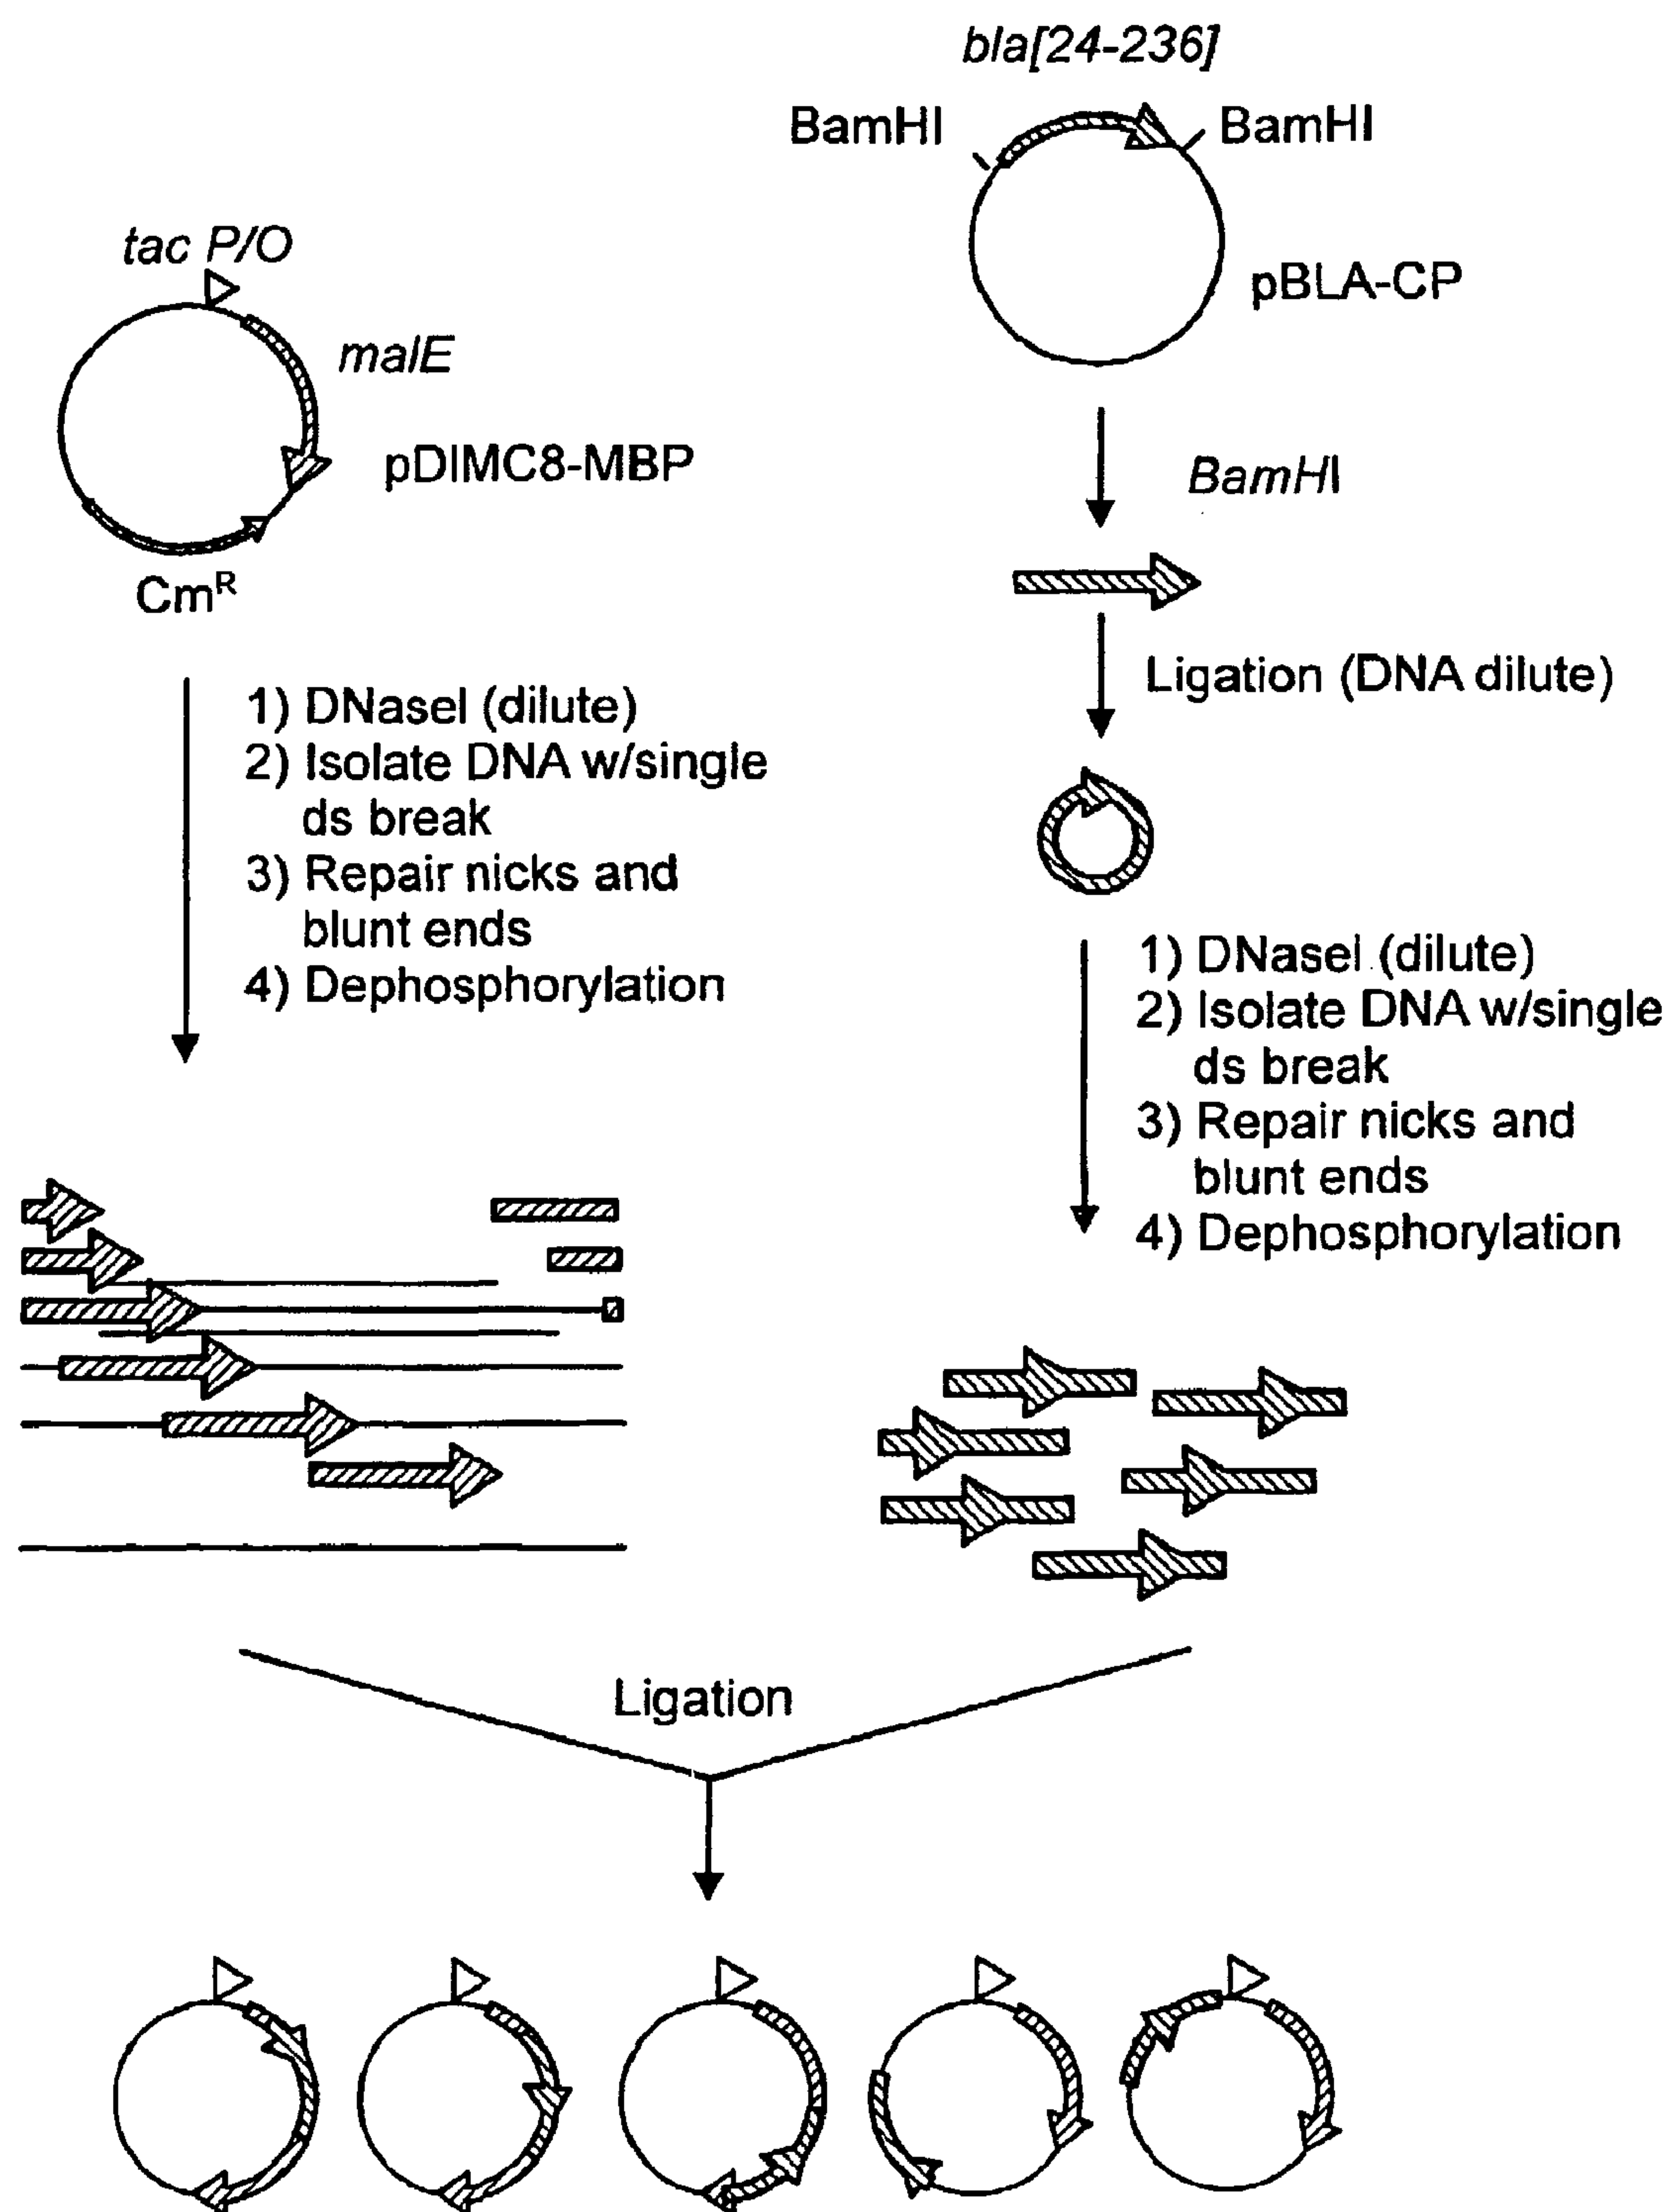 bla[24-236]
BamHI
BamHI
pBLA-CP
tac P/O
malE
pDIMC8-MBP
Cm^R
BamHI
Ligation (DNA dilute)
1) DNaseI (dilute)
2) Isolate DNA w/single
ds break
3) Repair nicks and
blunt ends
4) Dephosphorylation
1) DNaseI (dilute)
2) Isolate DNA w/single
ds break
3) Repair nicks and
blunt ends
4) Dephosphorylation
Ligation